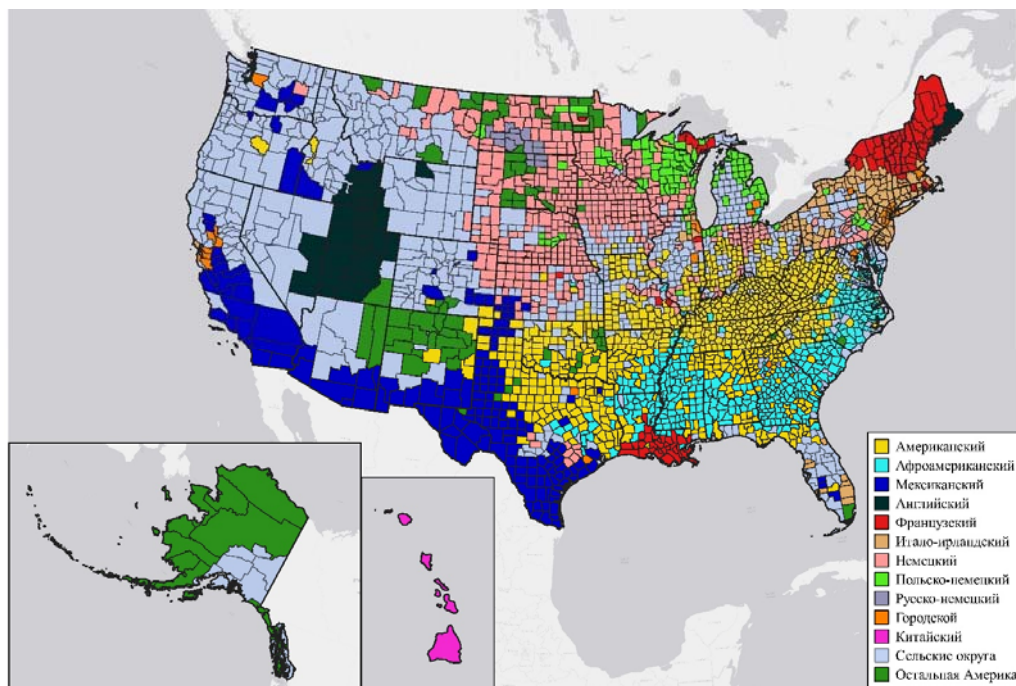 Американский
Афроамериканский
Мексиканский
Английский
Французский
Итало-ирландский
Немецкий
Польско-немецкий
Русско-немецкий
Городской
Китайский
Сельские округа
Остальная Америка